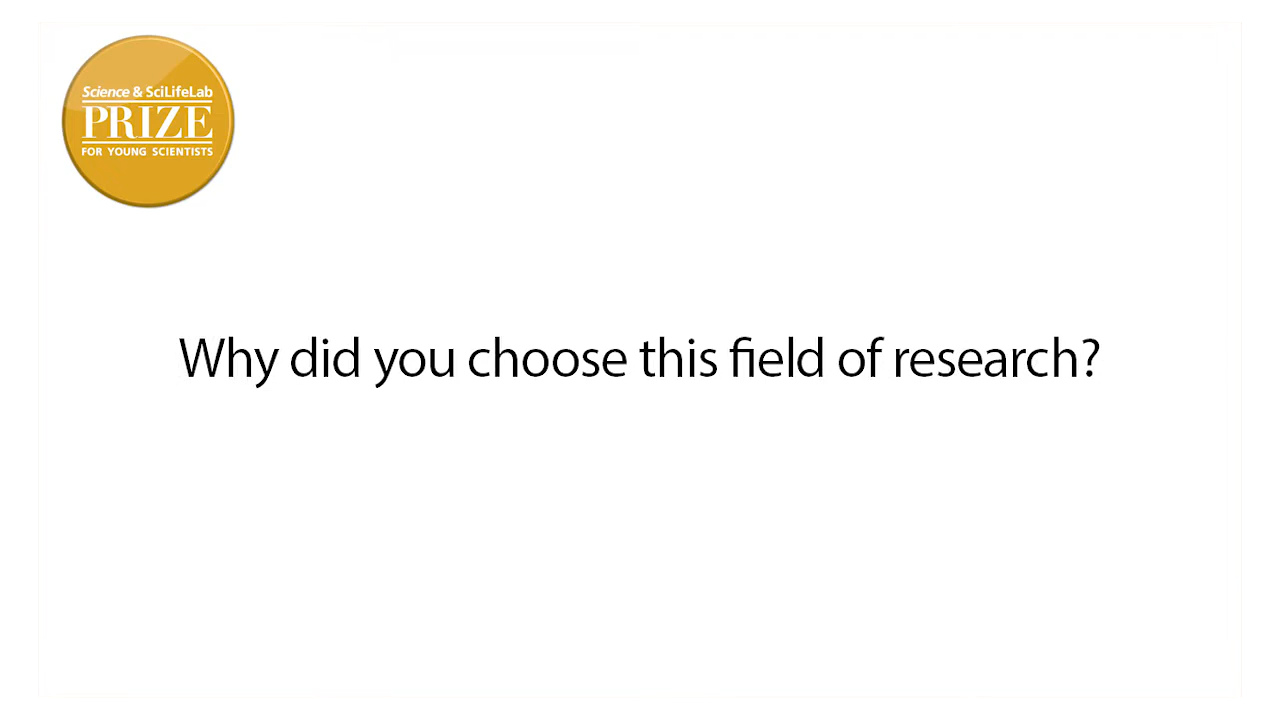 Science & SciLifeLab
PRIZE
FOR YOUNG SCIENTISTS
Why did you choose this field of research?